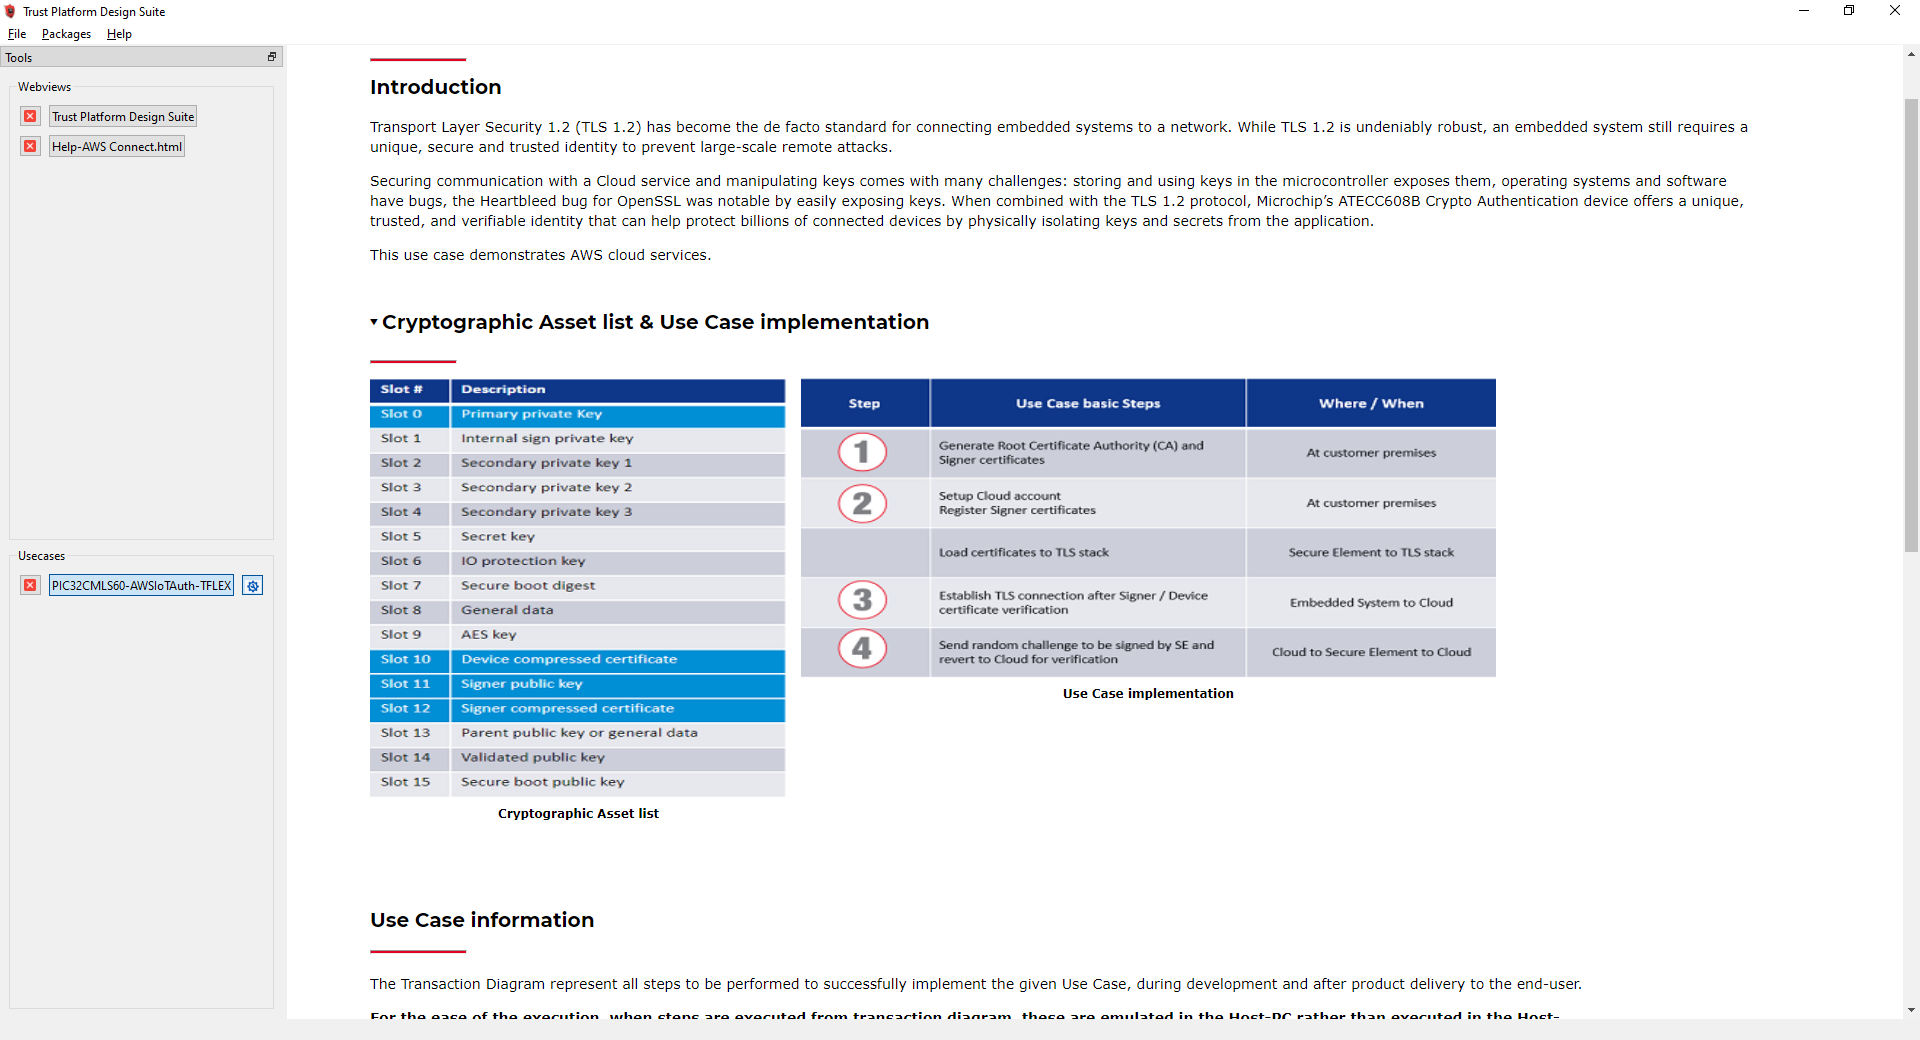 Trust Platform Design Suite
File Packages Help
Tools
Webviews
Trust Platform Design Suite
Help-AWS Connect.html
Usecases
PIC32CMLS60-AWSIoTAuth-TFLEX
Introduction
Transport Layer Security 1.2 (TLS 1.2) has become the de facto standard for connecting embedded systems to a network. While TLS 1.2 is undeniably robust, an embedded system still requires a
unique, secure and trusted identity to prevent large-scale remote attacks.
Securing communication with a Cloud service and manipulating keys comes with many challenges: storing and using keys in the microcontroller exposes them, operating systems and software
have bugs, the Heartbleed bug for OpenSSL was notable by easily exposing keys. When combined with the TLS 1.2 protocol, Microchip’s ATECC608B Crypto Authentication device offers a unique,
trusted, and verifiable identity that can help protect billions of connected devices by physically isolating keys and secrets from the application.
This use case demonstrates AWS cloud services.
Cryptographic Asset list & Use Case implementation
Slot # Description
Slot 0 Primary private Key
Slot 1 Internal sign private key
Slot 2 Secondary private key 1
Slot 3 Secondary private key 2
Slot 4 Secondary private key 3
Slot 5 Secret key
Slot 6 IO protection key
Slot 7 Secure boot digest
Slot 8 General data
Slot 9 AES key
Slot 10 Device compressed certificate
Slot 11 Signer public key
Slot 12 Signer compressed certificate
Slot 13 Parent public key or general data
Slot 14 Validated public key
Slot 15 Secure boot public key
Cryptographic Asset list
Step Use Case basic Steps Where / When
1 Generate Root Certificate Authority (CA) and
Signer certificates
At customer premises
2 Setup Cloud account
Register Signer certificates
At customer premises
Load certificates to TLS stack Secure Element to TLS stack
3 Establish TLS connection after Signer / Device
certificate verification
Embedded System to Cloud
4 Send random challenge to be signed by SE and
revert to Cloud for verification
Cloud to Secure Element to Cloud
Use Case implementation
Use Case information
The Transaction Diagram represent all steps to be performed to successfully implement the given Use Case, during development and after product delivery to the end-user.
For the ease of the execution, when steps are executed from transaction diagram, these are emulated in the Host-PC rather than executed in the Host-